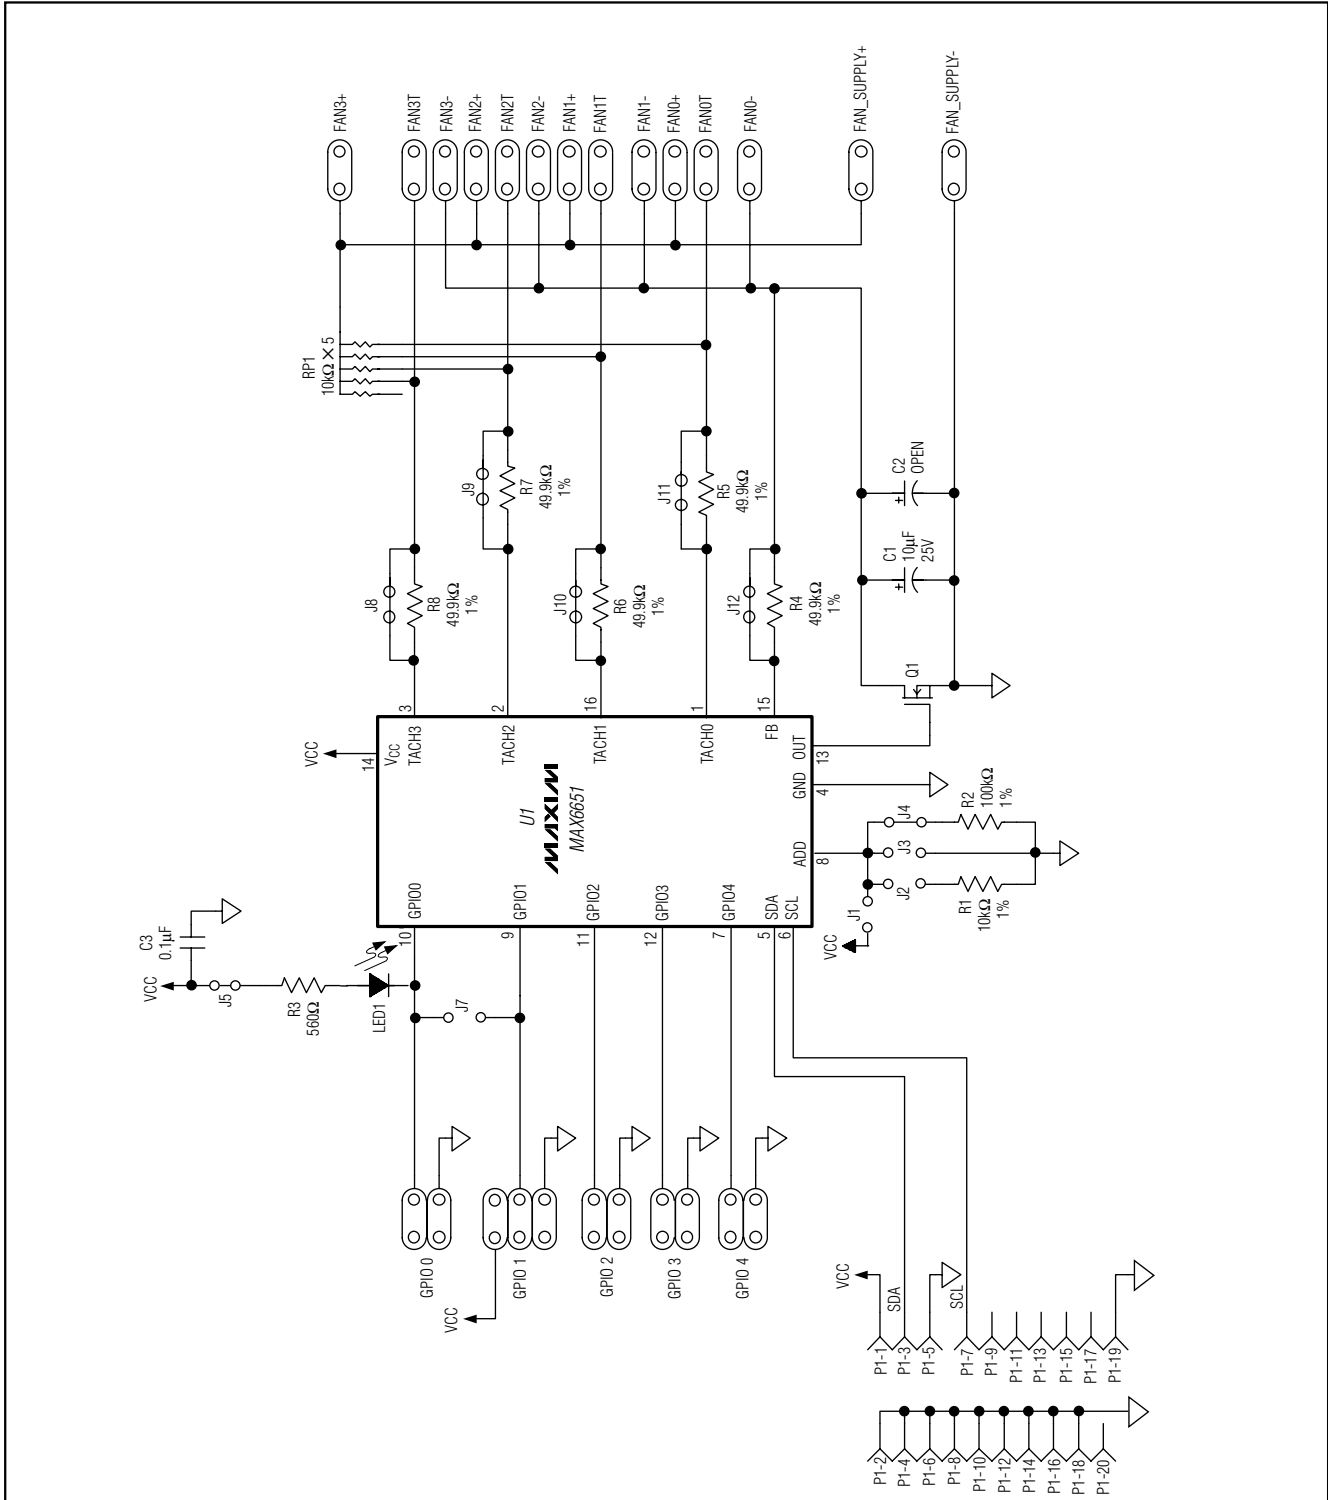 FAN3+
FAN3T
FAN3-
FAN2+
FAN2T
FAN2-
FAN1+
FAN1T
FAN1-
FAN0+
FAN0T
FAN0-
FAN_SUPPLY+
FAN_SUPPLY-
RP1
10kΩ × 5
J8
R8
49.9kΩ
1%
J9
R7
49.9kΩ
1%
J10
R6
49.9kΩ
1%
J11
R5
49.9kΩ
1%
J12
R4
49.9kΩ
1%
C1
10µF
25V
C2
OPEN
+
+
Q1
VCC
14
VCC
3
TACH3
2
TACH2
16
TACH1
1
TACH0
15
FB
13
OUT
4
GND
8
ADD
U1
MAXIM
MAX6651
10
GPIO0
9
GPIO1
11
GPIO2
12
GPIO3
7
GPIO4
5
SDA
6
SCL
J4
R2
100kΩ
1%
J3
J2
R1
10kΩ
1%
J1
VCC
C3
0.1µF
VCC
J5
R3
560Ω
LED1
J7
GPIO 0
GPIO 1
GPIO 2
GPIO 3
GPIO 4
VCC
VCC
SDA
SCL
P1-1
P1-3
P1-5
P1-7
P1-9
P1-11
P1-13
P1-15
P1-17
P1-19
P1-2
P1-4
P1-6
P1-8
P1-10
P1-12
P1-14
P1-16
P1-18
P1-20